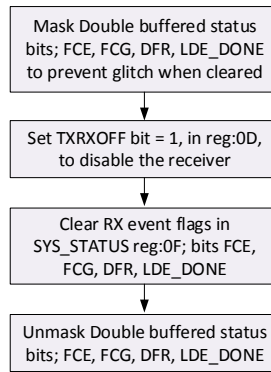 Mask Double buffered status
bits; FCE, FCG, DFR, LDE_DONE
to prevent glitch when cleared
Set TXRXOFF bit = 1, in reg:0D,
to disable the receiver
Clear RX event flags in
SYS_STATUS reg:0F; bits FCE,
FCG, DFR, LDE_DONE
Unmask Double buffered status
bits; FCE, FCG, DFR, LDE_DONE